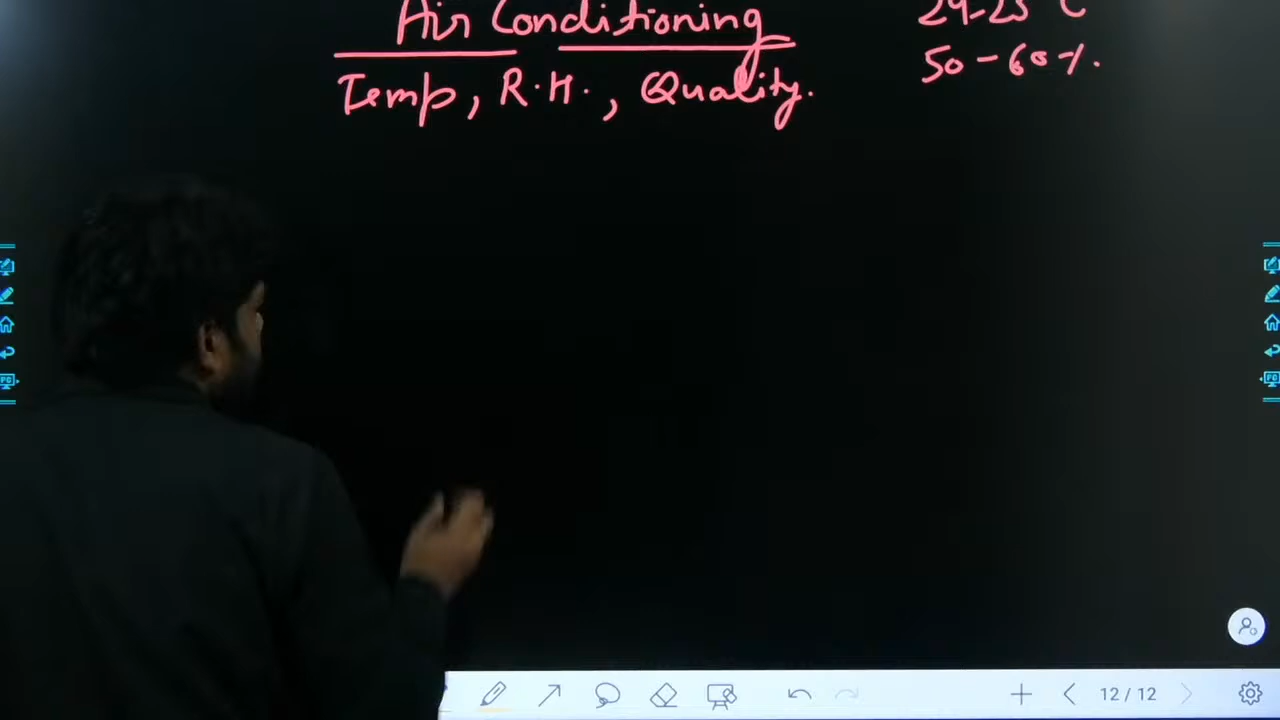 Air Conditioning
Temp, R.H., Quality.
50-60%.
12/12